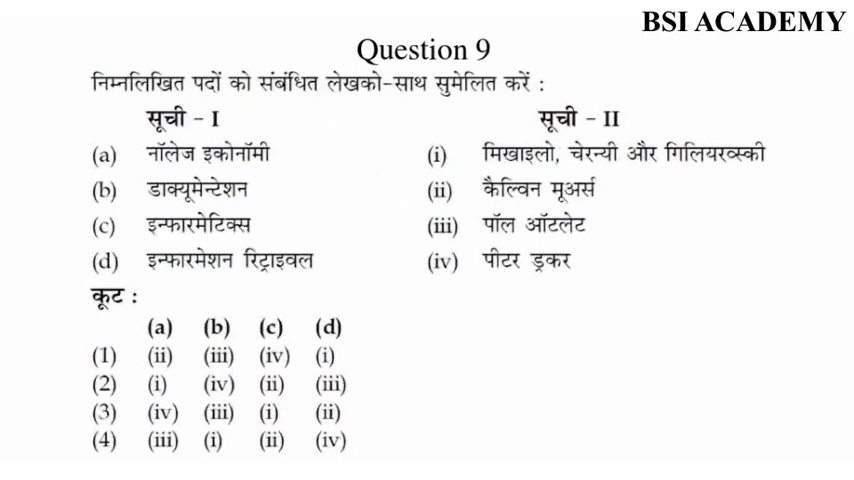 BSI ACADEMY
Question 9
निम्नलिखित पदों को संबंधित लेखको-साथ सुमेलित करें :
सूची - I सूची - II
(a) नॉलेज इकोनॉमी (i) मिखाइलो, चेरन्यी और गिलियरव्स्की
(b) डाक्यूमेन्टेशन (ii) कैल्विन मूअर्स
(c) इन्फारमेटिक्स (iii) पॉल ऑटलेट
(d) इन्फारमेशन रिट्राइवल (iv) पीटर ड्रकर
कूट :
(a) (b) (c) (d)
(1) (ii) (iii) (iv) (i)
(2) (i) (iv) (ii) (iii)
(3) (iv) (iii) (i) (ii)
(4) (iii) (i) (ii) (iv)